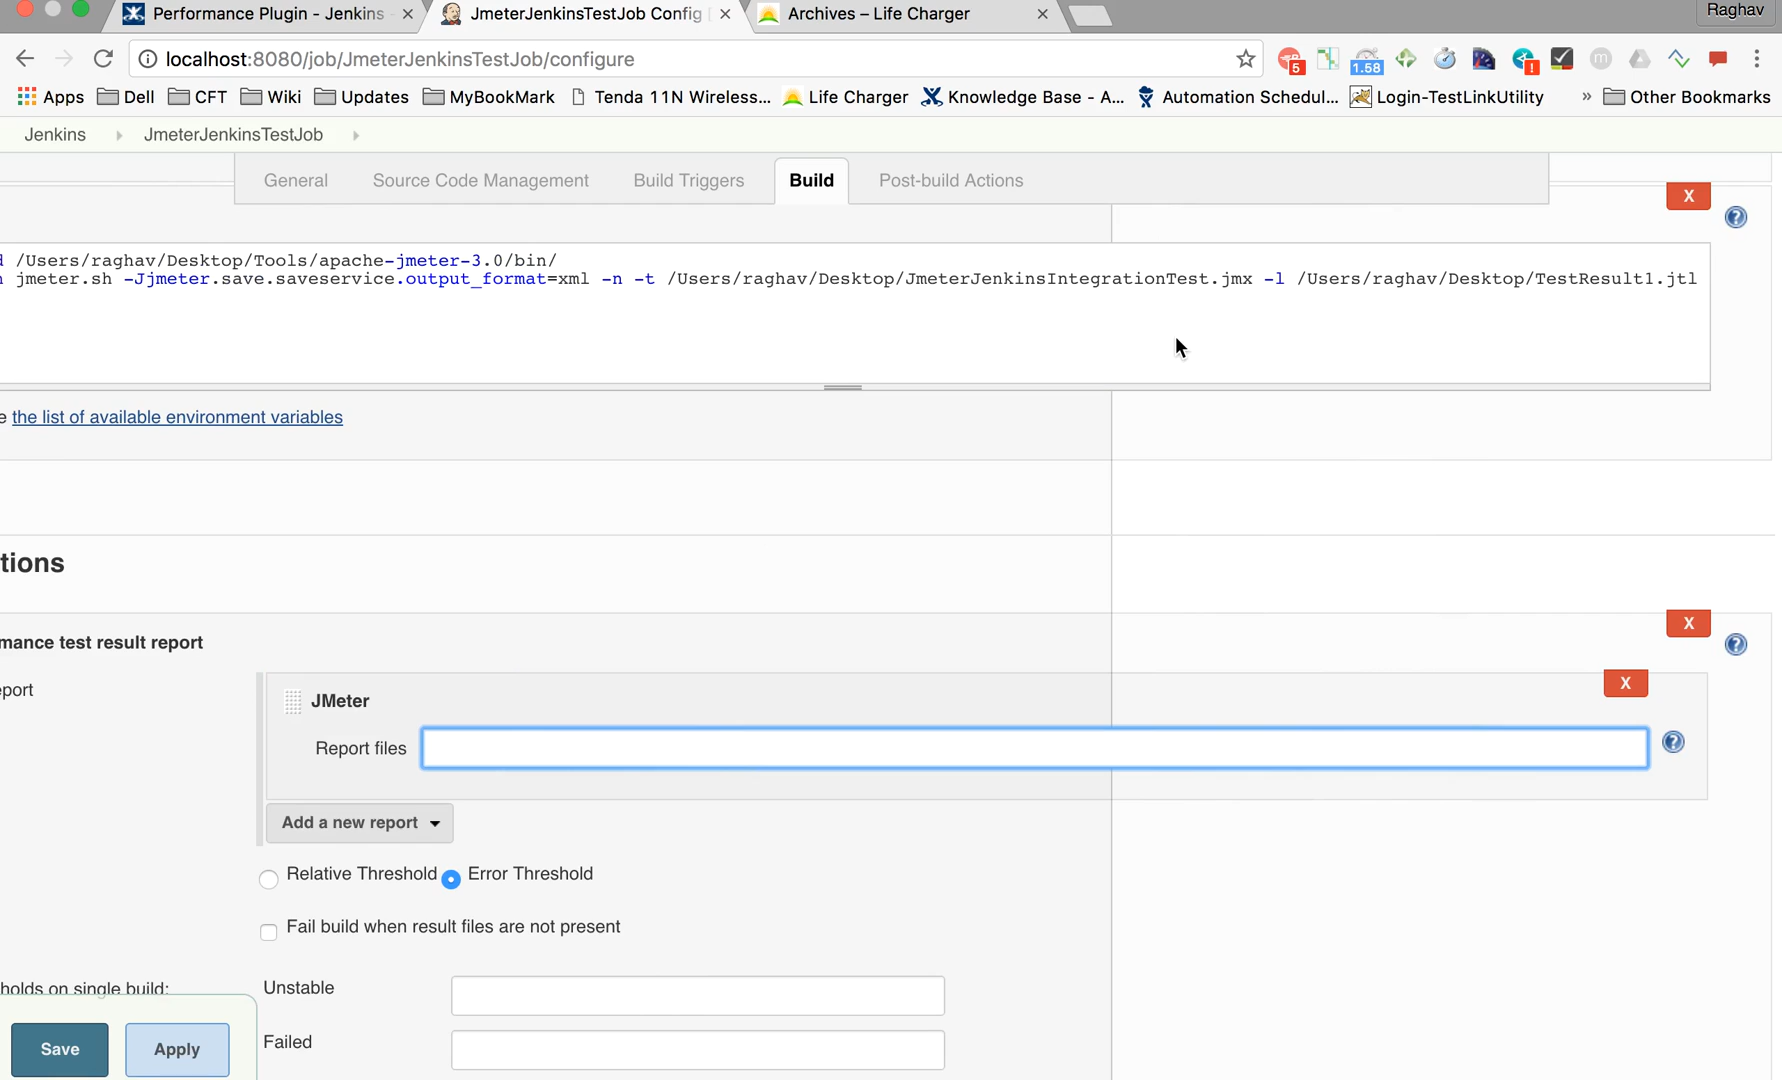 Performance Plugin - Jenkins
JmeterJenkinsTestJob Config
Archives – Life Charger
Raghav
localhost:8080/job/JmeterJenkinsTestJob/configure
5
1.58
!
m
Apps
Dell
CFT
Wiki
Updates
MyBookMark
Tenda 11N Wireless...
Life Charger
Knowledge Base - A...
Automation Schedul...
Login-TestLinkUtility
»
Other Bookmarks
Jenkins
JmeterJenkinsTestJob
General
Source Code Management
Build Triggers
Build
Post-build Actions
X
?
/Users/raghav/Desktop/Tools/apache-jmeter-3.0/bin/
jmeter.sh -Jjmeter.save.saveservice.output_format=xml -n -t /Users/raghav/Desktop/JmeterJenkinsIntegrationTest.jmx -l /Users/raghav/Desktop/TestResult1.jtl
e the list of available environment variables
tions
X
?
mance test result report
eport
JMeter
X
Report files
?
Add a new report
Relative Threshold
Error Threshold
Fail build when result files are not present
holds on single build:
Unstable
Failed
Save
Apply